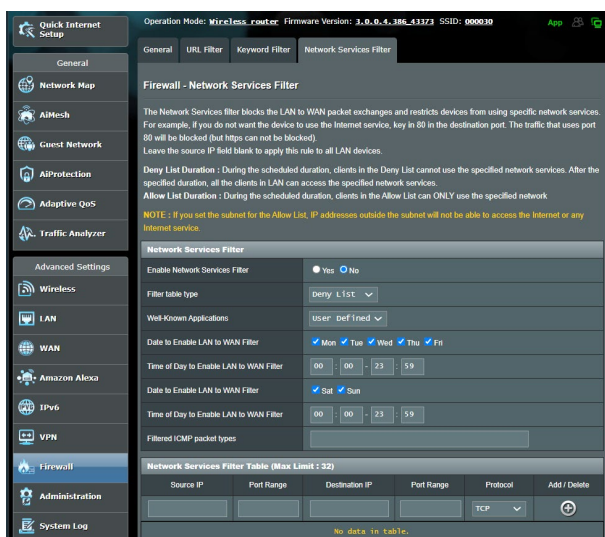 Quick Internet
Setup
Operation Mode: Wireless router Firmware Version: 3.0.0.4.386_43373 SSID: 000030
App
General
URL Filter
Keyword Filter
Network Services Filter
General
Network Map
AiMesh
Guest Network
AiProtection
Adaptive QoS
Traffic Analyzer
Advanced Settings
Wireless
LAN
WAN
Amazon Alexa
IPv6
VPN
Firewall
Administration
System Log
Firewall - Network Services Filter
The Network Services filter blocks the LAN to WAN packet exchanges and restricts devices from using specific network services.
For example, if you do not want the device to use the Internet service, key in 80 in the destination port. The traffic that uses port
80 will be blocked (but https can not be blocked).
Leave the source IP field blank to apply this rule to all LAN devices.
Deny List Duration : During the scheduled duration, clients in the Deny List cannot use the specified network services. After the
specified duration, all the clients in LAN can access the specified network services.
Allow List Duration : During the scheduled duration, clients in the Allow List can ONLY use the specified network
NOTE : If you set the subnet for the Allow List, IP addresses outside the subnet will not be able to access the Internet or any
Internet service.
Network Services Filter
Enable Network Services Filter Yes No
Filter table type Deny List
Well-Known Applications User Defined
Date to Enable LAN to WAN Filter Mon Tue Wed Thu Fri
Time of Day to Enable LAN to WAN Filter 00 : 00 - 23 : 59
Date to Enable LAN to WAN Filter Sat Sun
Time of Day to Enable LAN to WAN Filter 00 : 00 - 23 : 59
Filtered ICMP packet types
Network Services Filter Table (Max Limit : 32)
Source IP Port Range Destination IP Port Range Protocol Add / Delete
TCP
No data in table.